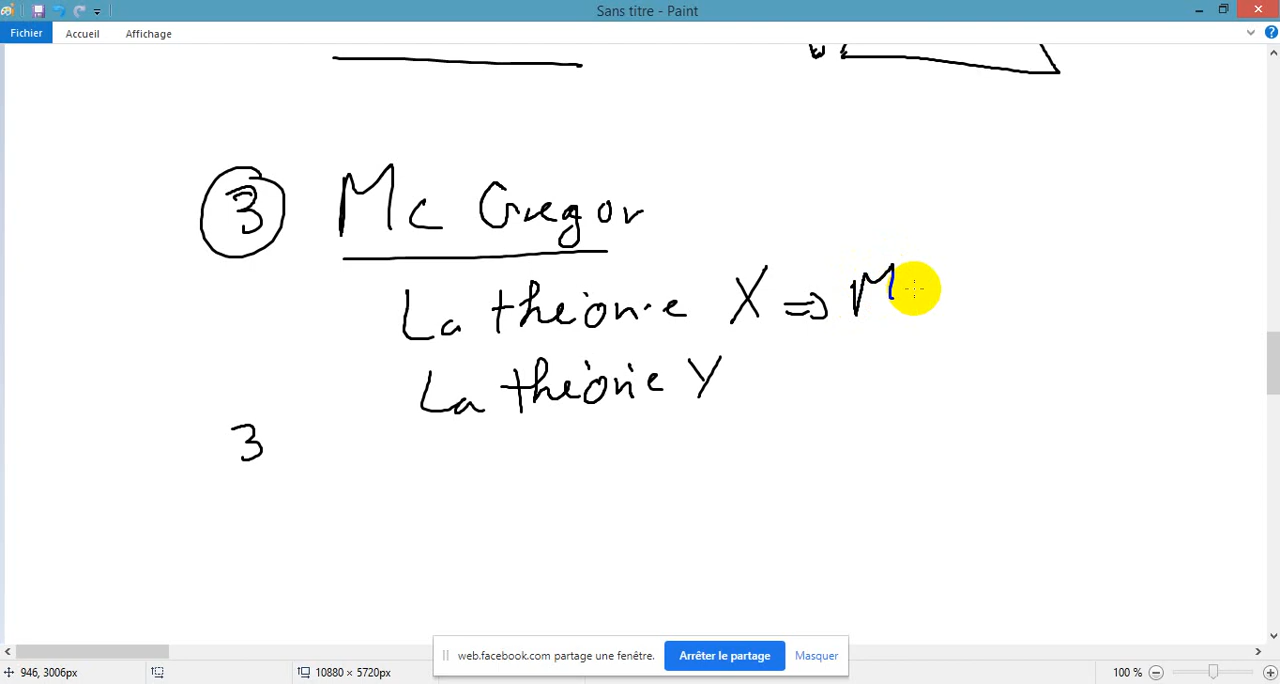 Sans titre - Paint
Fichier Accueil Affichage
3 Mc Gregor
La théorie X ⇒ M
La théorie Y
3
web.facebook.com partage une fenêtre. Arrêter le partage Masquer
946, 3006px 10880 × 5720px 100 %